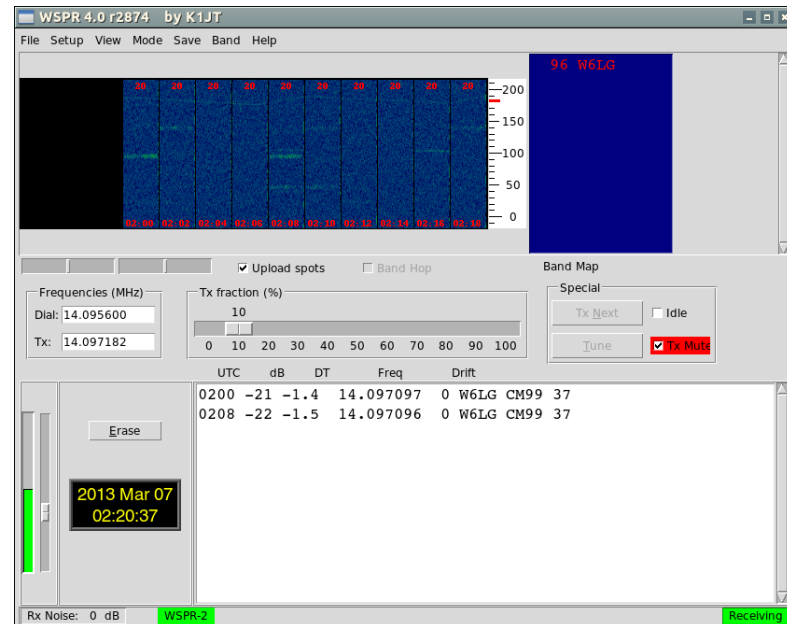 WSPR 4.0 r2874 by K1JT
File Setup View Mode Save Band Help
96 W6LG
20 20 20 20 20 20 20 20 20
200
150
100
50
0
02:00 02:02 02:04 02:06 02:08 02:10 02:12 02:14 02:16 02:18
Upload spots Band Hop Band Map
Frequencies (MHz)
Dial: 14.095600
Tx: 14.097182
Tx fraction (%)
10
0 10 20 30 40 50 60 70 80 90 100
Special
Tx Next Idle
Tune Tx Mute
UTC dB DT Freq Drift
0200 -21 -1.4 14.097097 0 W6LG CM99 37
0208 -22 -1.5 14.097096 0 W6LG CM99 37
Erase
2013 Mar 07
02:20:37
Rx Noise: 0 dB WSPR-2 Receiving